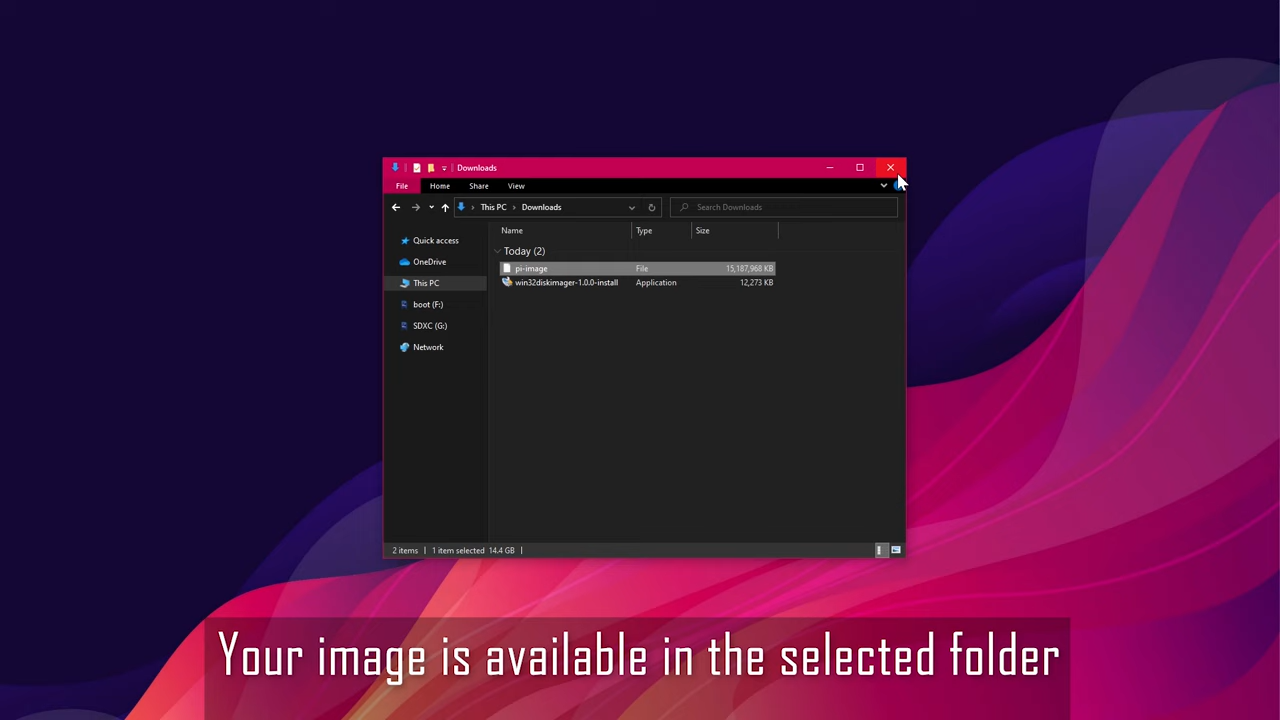 Downloads
File Home Share View
This PC Downloads
Search Downloads
Name Type Size
Quick access
OneDrive
This PC
boot (F:)
SDXC (G:)
Network
Today (2)
pi-image File 15,187,968 KB
win32diskimager-1.0.0-install Application 12,273 KB
2 items 1 item selected 14.4 GB
Your image is available in the selected folder